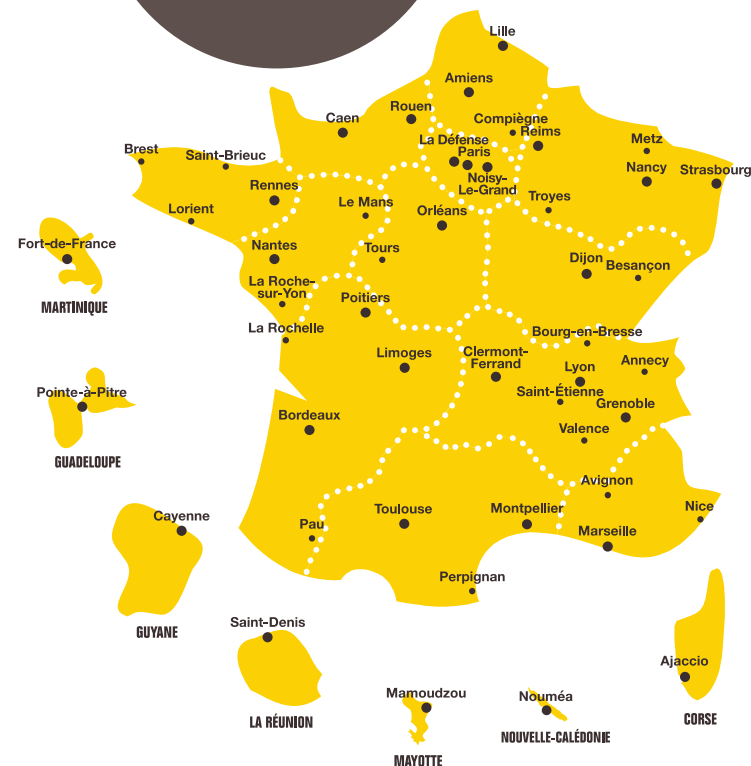 Lille
Amiens
Rouen
Caen
Compiègne
Reims
La Défense
Paris
Noisy-
Le-Grand
Metz
Nancy
Strasbourg
Brest
Saint-Brieuc
Rennes
Lorient
Le Mans
Orléans
Troyes
Fort-de-France
MARTINIQUE
Nantes
Tours
Dijon
Besançon
La Roche-
sur-Yon
Poitiers
La Rochelle
Bourg-en-Bresse
Limoges
Clermont-
Ferrand
Lyon
Annecy
Saint-Étienne
Grenoble
Pointe-à-Pitre
GUADELOUPE
Bordeaux
Valence
Avignon
Cayenne
GUYANE
Pau
Toulouse
Montpellier
Marseille
Nice
Perpignan
Saint-Denis
LA RÉUNION
Mamoudzou
MAYOTTE
Nouméa
NOUVELLE-CALÉDONIE
Ajaccio
CORSE